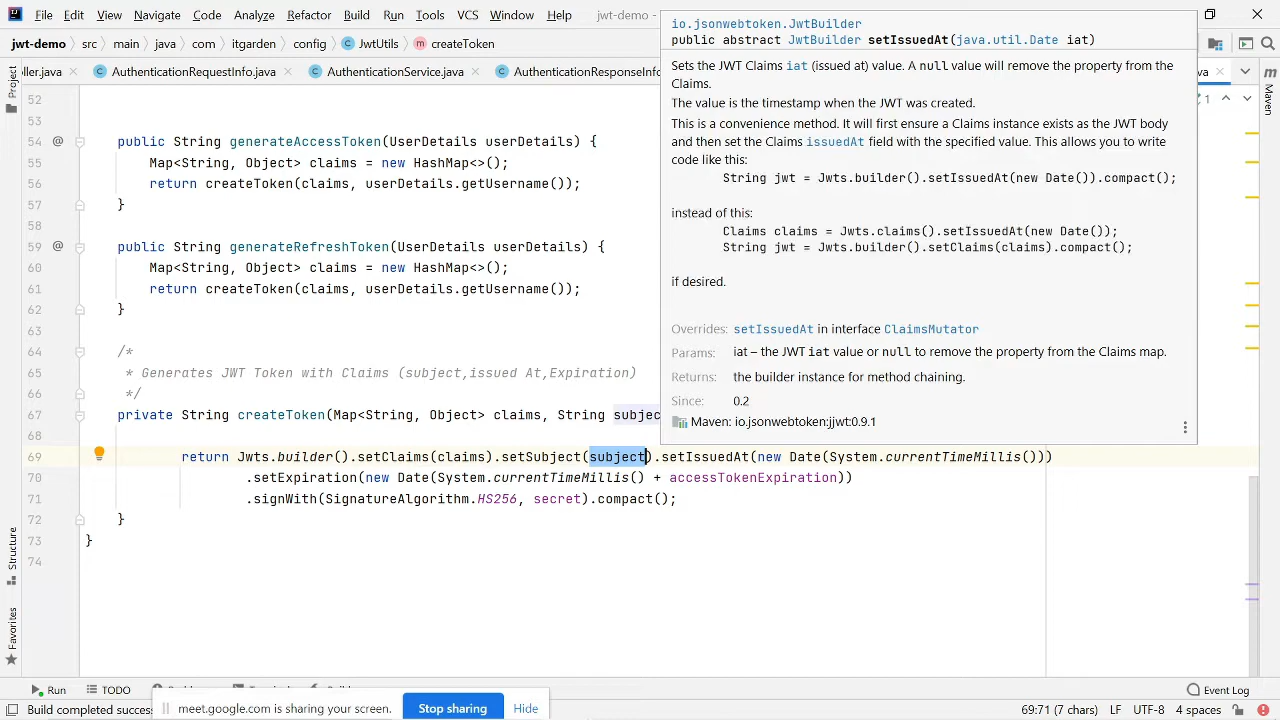 File Edit View Navigate Code Analyze Refactor Build Run Tools VCS Window Help jwt-demo -
jwt-demo src main java com itgarden config JwtUtils createToken
ller.java AuthenticationRequestInfo.java AuthenticationService.java AuthenticationResponseInfo va
Project
Structure
Favorites
Maven
1
52
53
54 @ public String generateAccessToken(UserDetails userDetails) {
55 Map<String, Object> claims = new HashMap<>();
56 return createToken(claims, userDetails.getUsername());
57 }
58
59 @ public String generateRefreshToken(UserDetails userDetails) {
60 Map<String, Object> claims = new HashMap<>();
61 return createToken(claims, userDetails.getUsername());
62 }
63
64 /*
65 * Generates JWT Token with Claims (subject,issued At,Expiration)
66 */
67 private String createToken(Map<String, Object> claims, String subjec
68
69 return Jwts.builder().setClaims(claims).setSubject(subject).setIssuedAt(new Date(System.currentTimeMillis()))
70 .setExpiration(new Date(System.currentTimeMillis() + accessTokenExpiration))
71 .signWith(SignatureAlgorithm.HS256, secret).compact();
72 }
73 }
74
io.jsonwebtoken.JwtBuilder
public abstract JwtBuilder setIssuedAt(java.util.Date iat)
Sets the JWT Claims iat (issued at) value. A null value will remove the property from the
Claims.
The value is the timestamp when the JWT was created.
This is a convenience method. It will first ensure a Claims instance exists as the JWT body
and then set the Claims issuedAt field with the specified value. This allows you to write
code like this:
String jwt = Jwts.builder().setIssuedAt(new Date()).compact();
instead of this:
Claims claims = Jwts.claims().setIssuedAt(new Date());
String jwt = Jwts.builder().setClaims(claims).compact();
if desired.
Overrides: setIssuedAt in interface ClaimsMutator
Params: iat – the JWT iat value or null to remove the property from the Claims map.
Returns: the builder instance for method chaining.
Since: 0.2
Maven: io.jsonwebtoken:jjwt:0.9.1
Run TODO Event Log
meet.google.com is sharing your screen. Stop sharing Hide
Build completed success 69:71 (7 chars) LF UTF-8 4 spaces